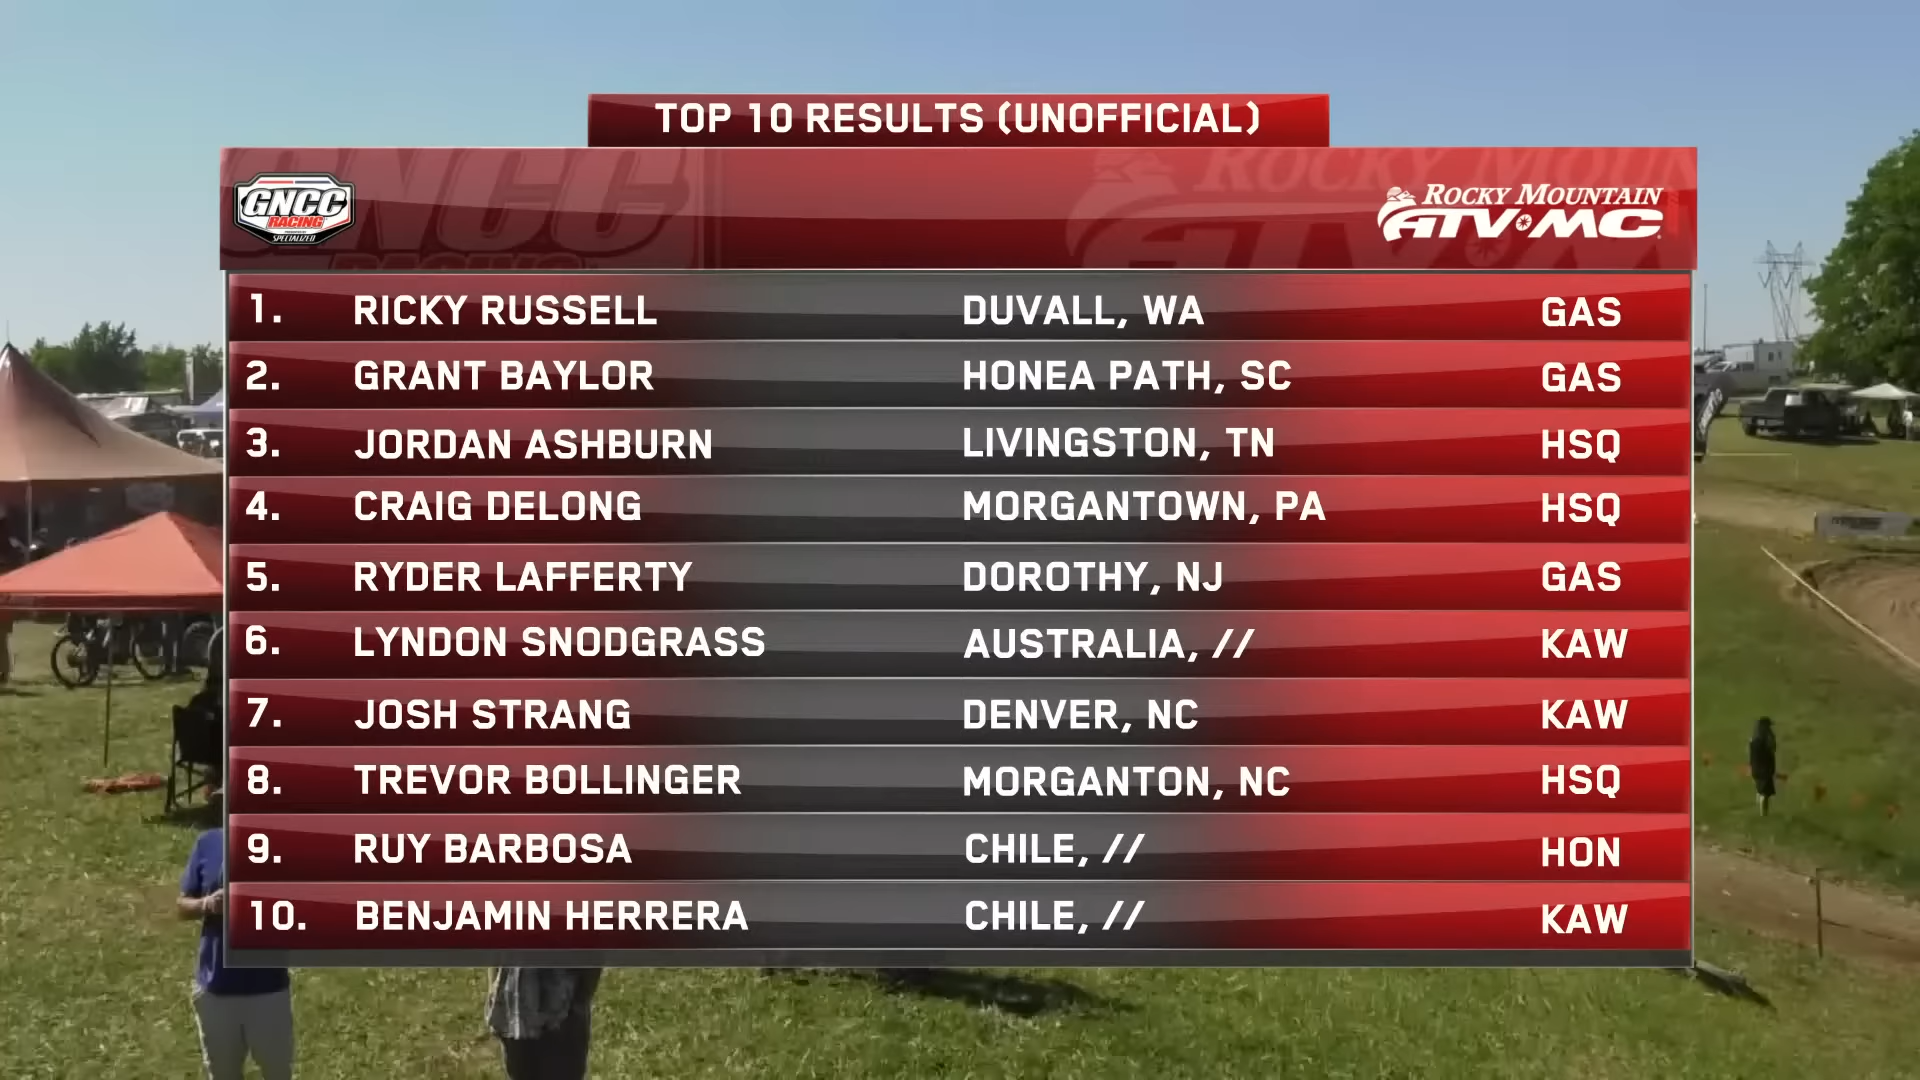 TOP 10 RESULTS (UNOFFICIAL)
GNCC
RACING
SPECIALIZED
ROCKY MOUNTAIN
ATV MC
1. RICKY RUSSELL DUVALL, WA GAS
2. GRANT BAYLOR HONEA PATH, SC GAS
3. JORDAN ASHBURN LIVINGSTON, TN HSQ
4. CRAIG DELONG MORGANTOWN, PA HSQ
5. RYDER LAFFERTY DOROTHY, NJ GAS
6. LYNDON SNODGRASS AUSTRALIA, // KAW
7. JOSH STRANG DENVER, NC KAW
8. TREVOR BOLLINGER MORGANTON, NC HSQ
9. RUY BARBOSA CHILE, // HON
10. BENJAMIN HERRERA CHILE, // KAW